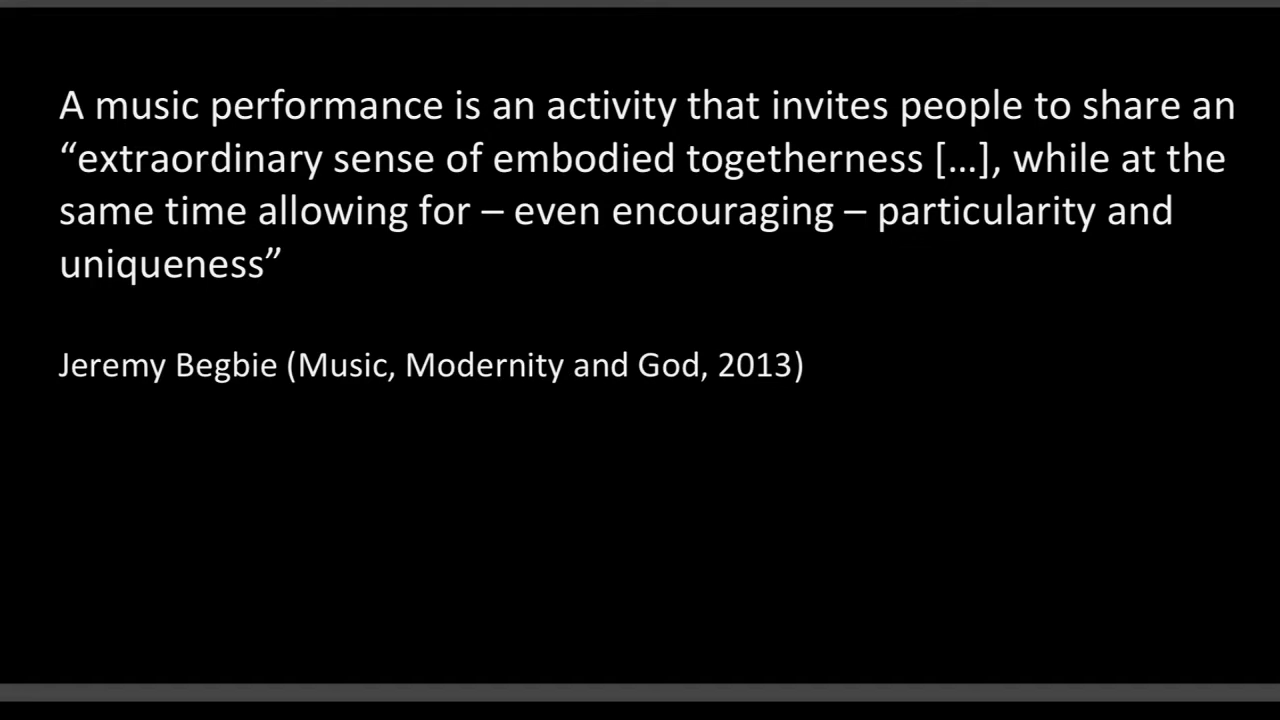 A music performance is an activity that invites people to share an
“extraordinary sense of embodied togetherness […], while at the
same time allowing for – even encouraging – particularity and
uniqueness”
Jeremy Begbie (Music, Modernity and God, 2013)